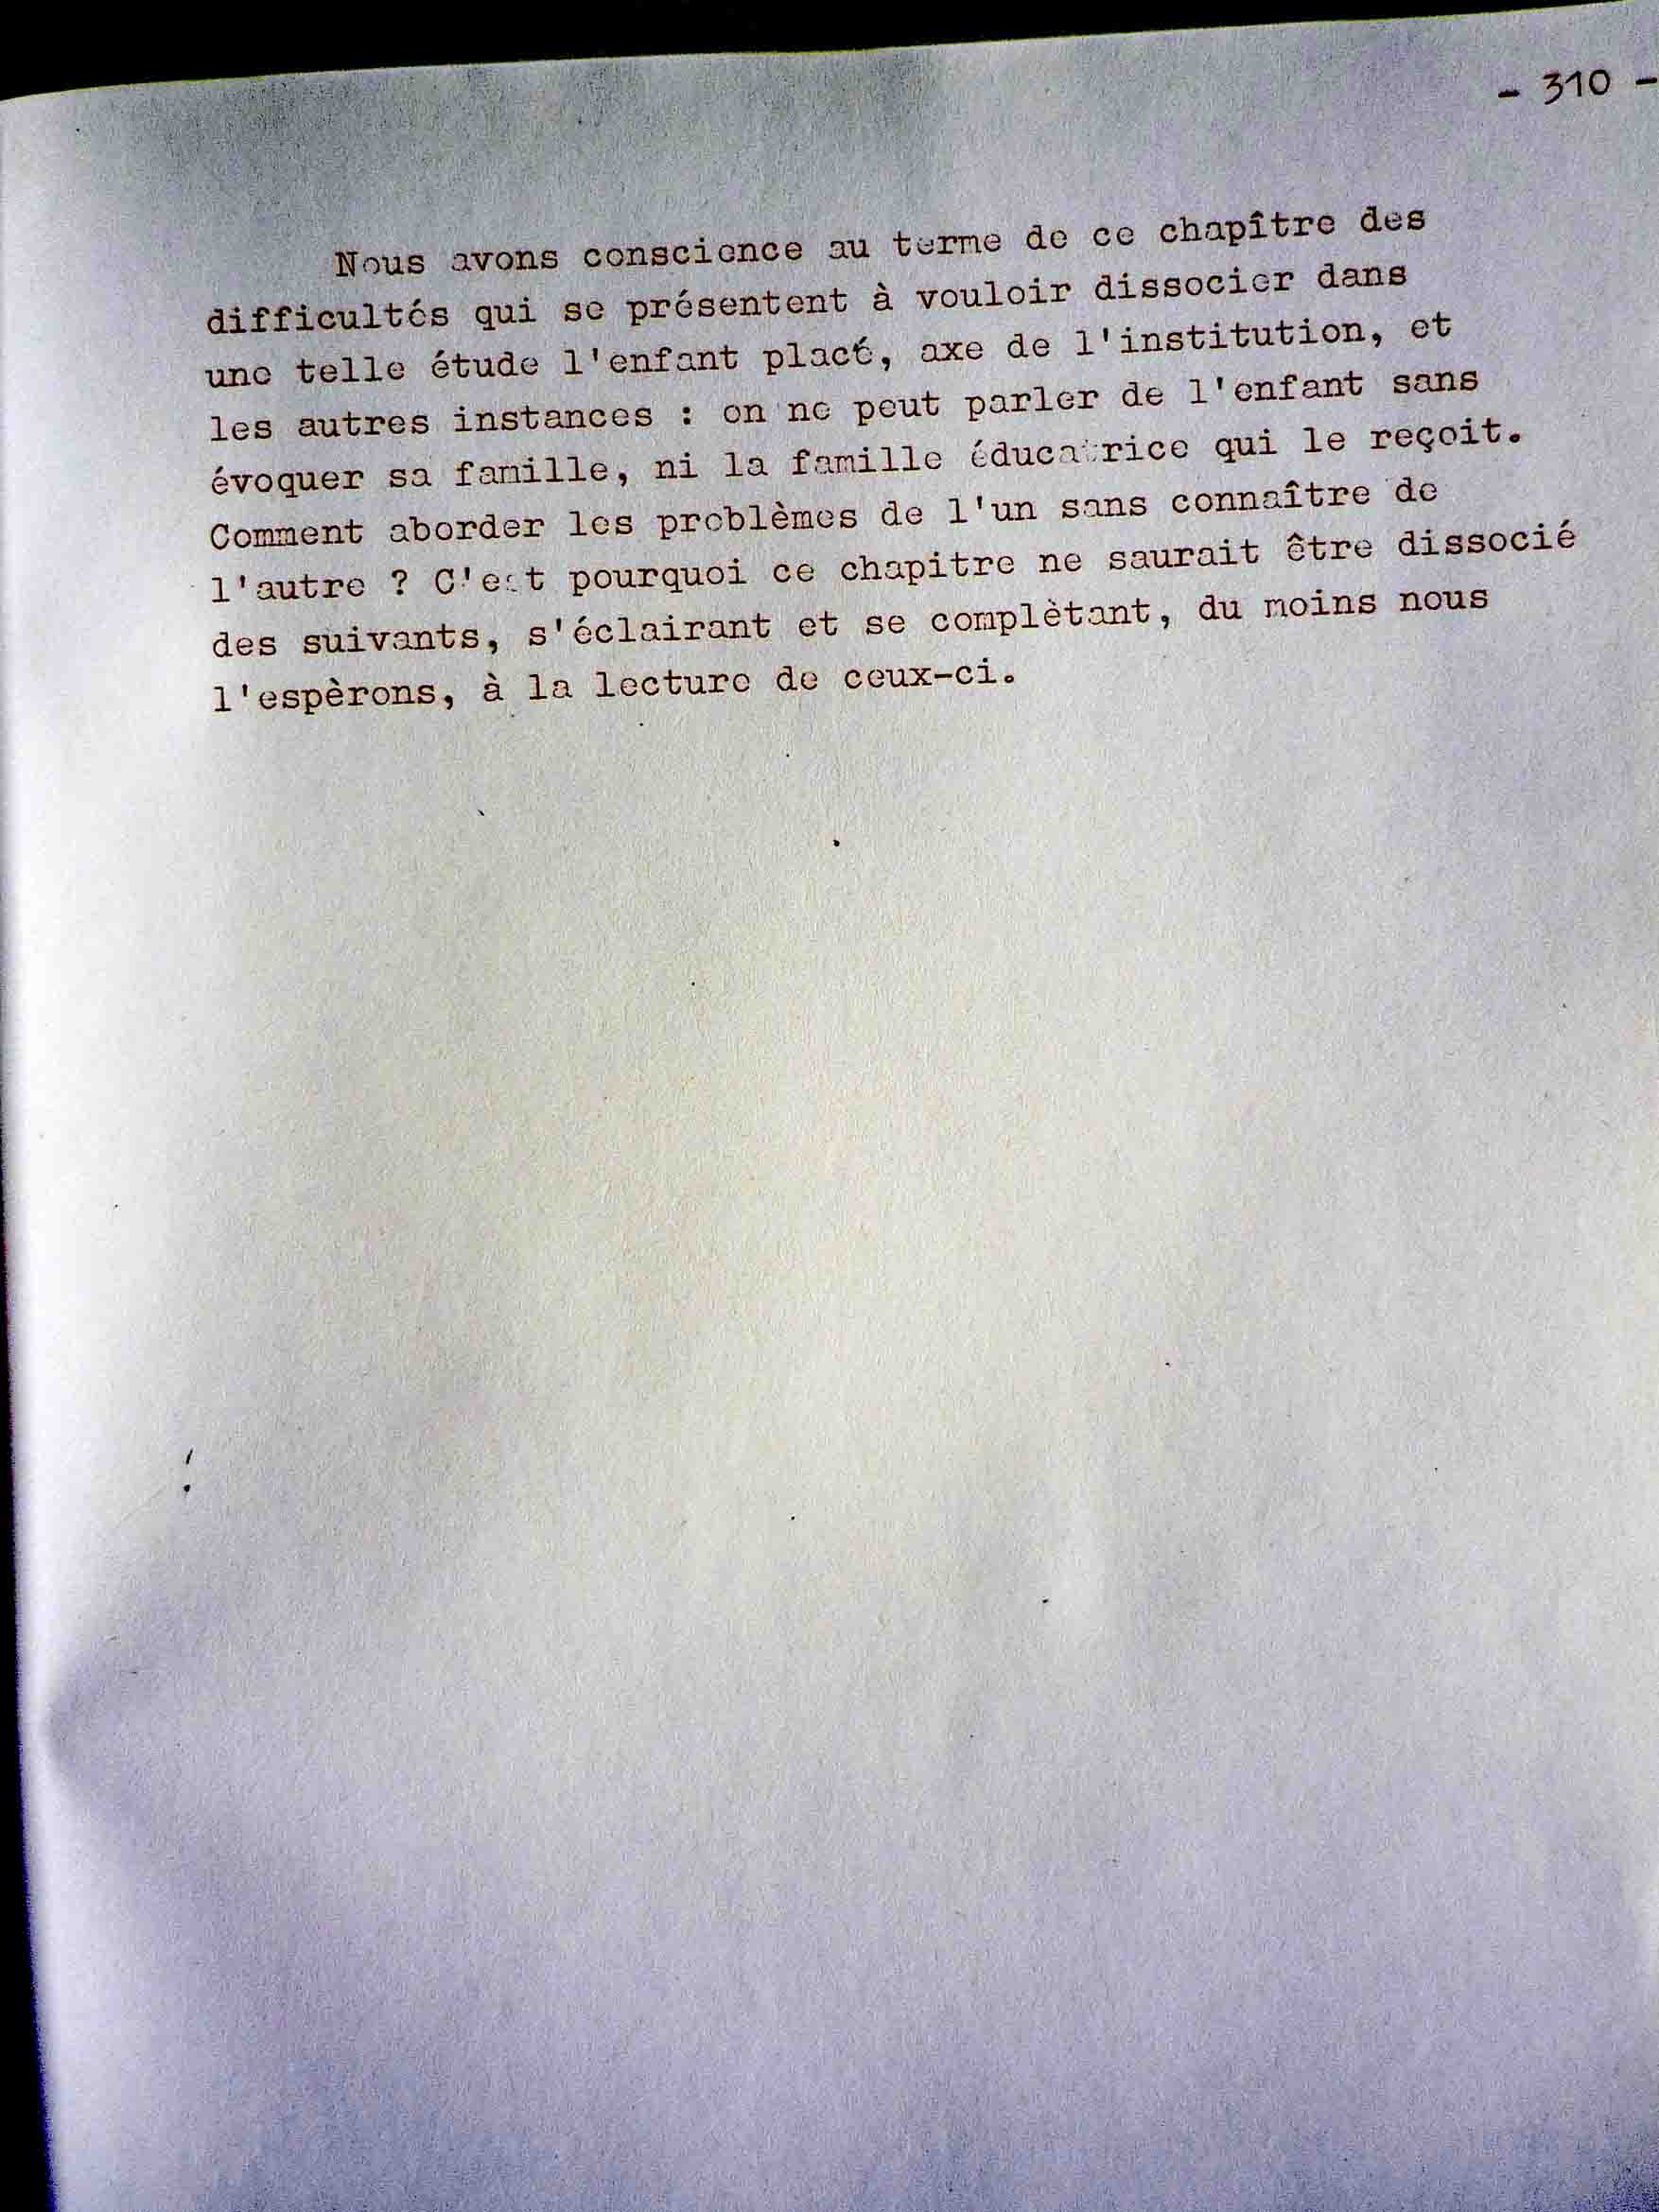 - 310 -
Nous avons conscience au terme de ce chapître des
difficultés qui se présentent à vouloir dissocier dans
une telle étude l'enfant placé, axe de l'institution, et
les autres instances : on ne peut parler de l'enfant sans
évoquer sa famille, ni la famille éducatrice qui le reçoit.
Comment aborder les problèmes de l'un sans connaître de
l'autre ? C'est pourquoi ce chapitre ne saurait être dissocié
des suivants, s'éclairant et se complètant, du moins nous
l'espèrons, à la lecture de ceux-ci.